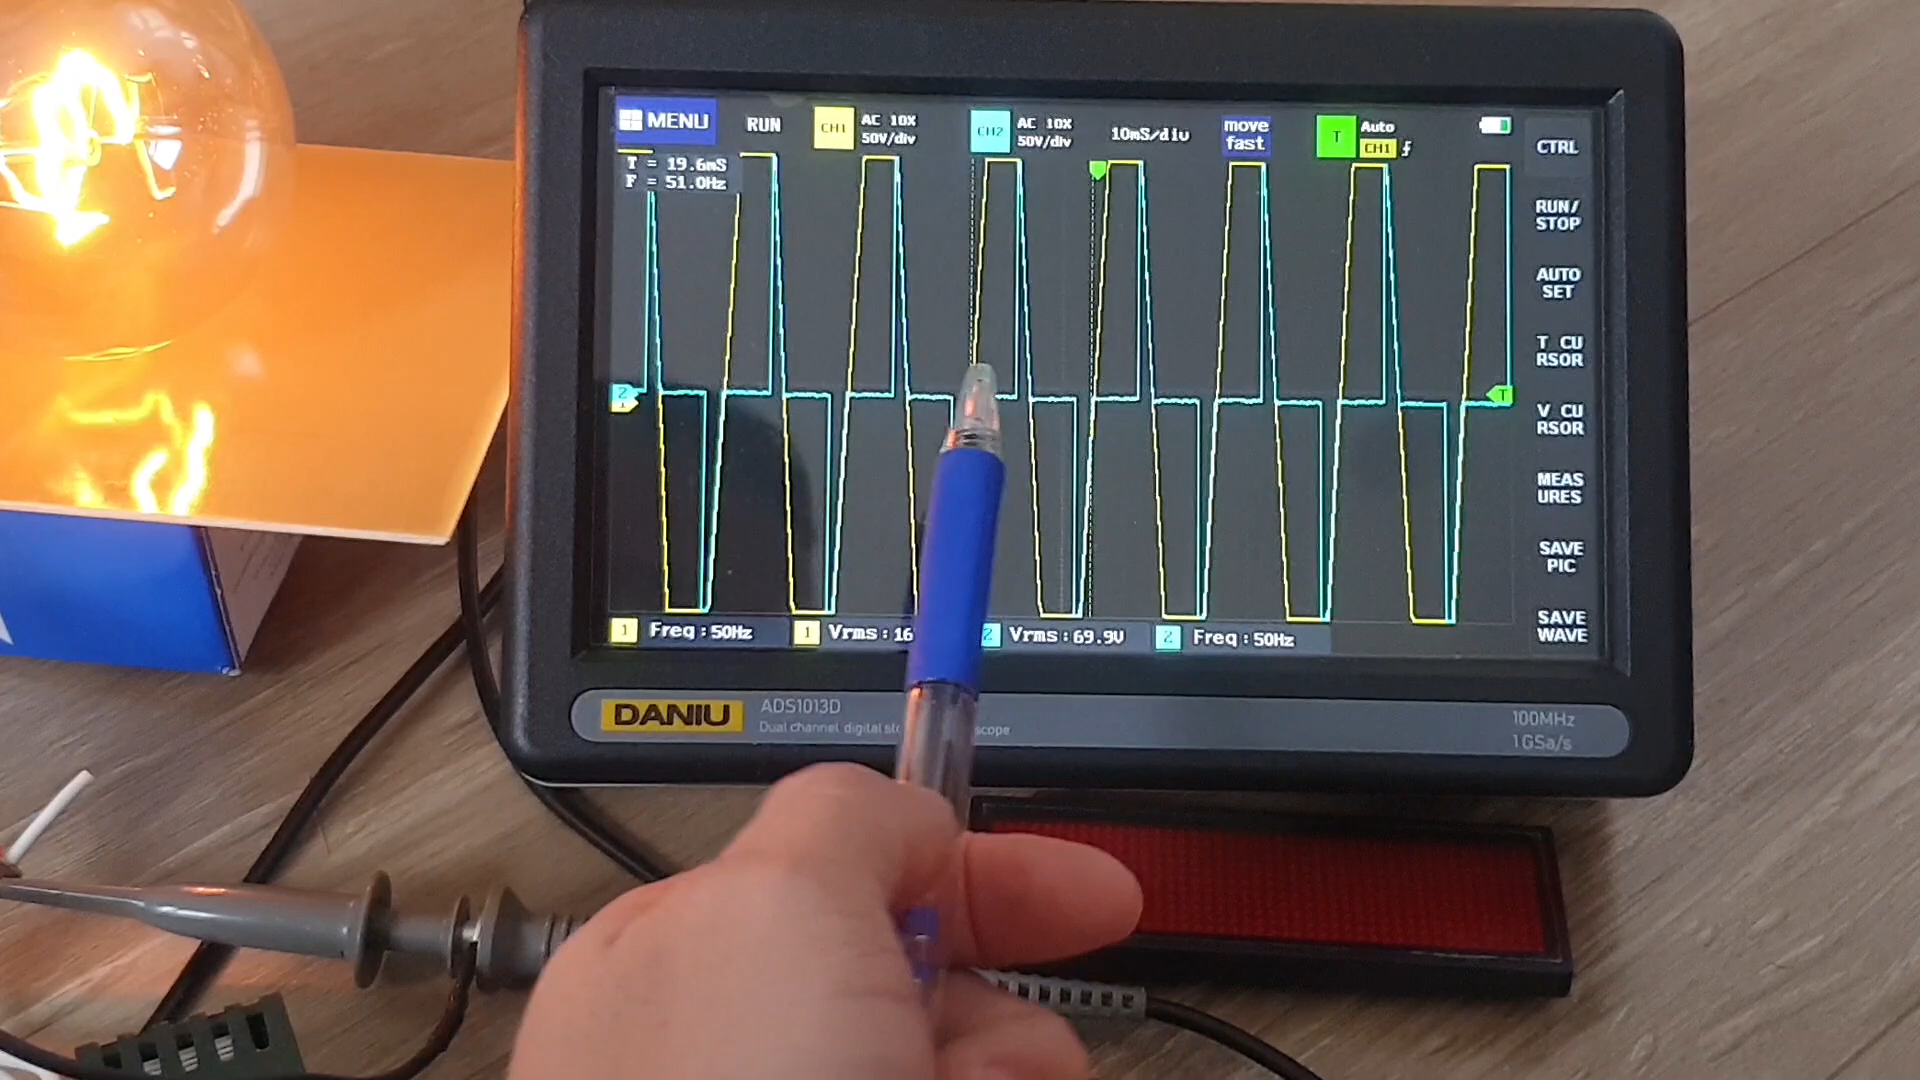 MENU
RUN
CH1
AC 10X
50V/div
CH2
AC 10X
50V/div
10mS/div
move
fast
T
Auto
CH1
CTRL
T = 19.6mS
F = 51.0Hz
RUN/
STOP
AUTO
SET
T CU
RSOR
V CU
RSOR
MEAS
URES
SAVE
PIC
SAVE
WAVE
2
1
T
1 Freq:50Hz
1 Vrms:16
2 Vrms:69.9V
2 Freq:50Hz
DANIU
ADS1013D
Dual channel digital
scope
100MHz
1GSa/s